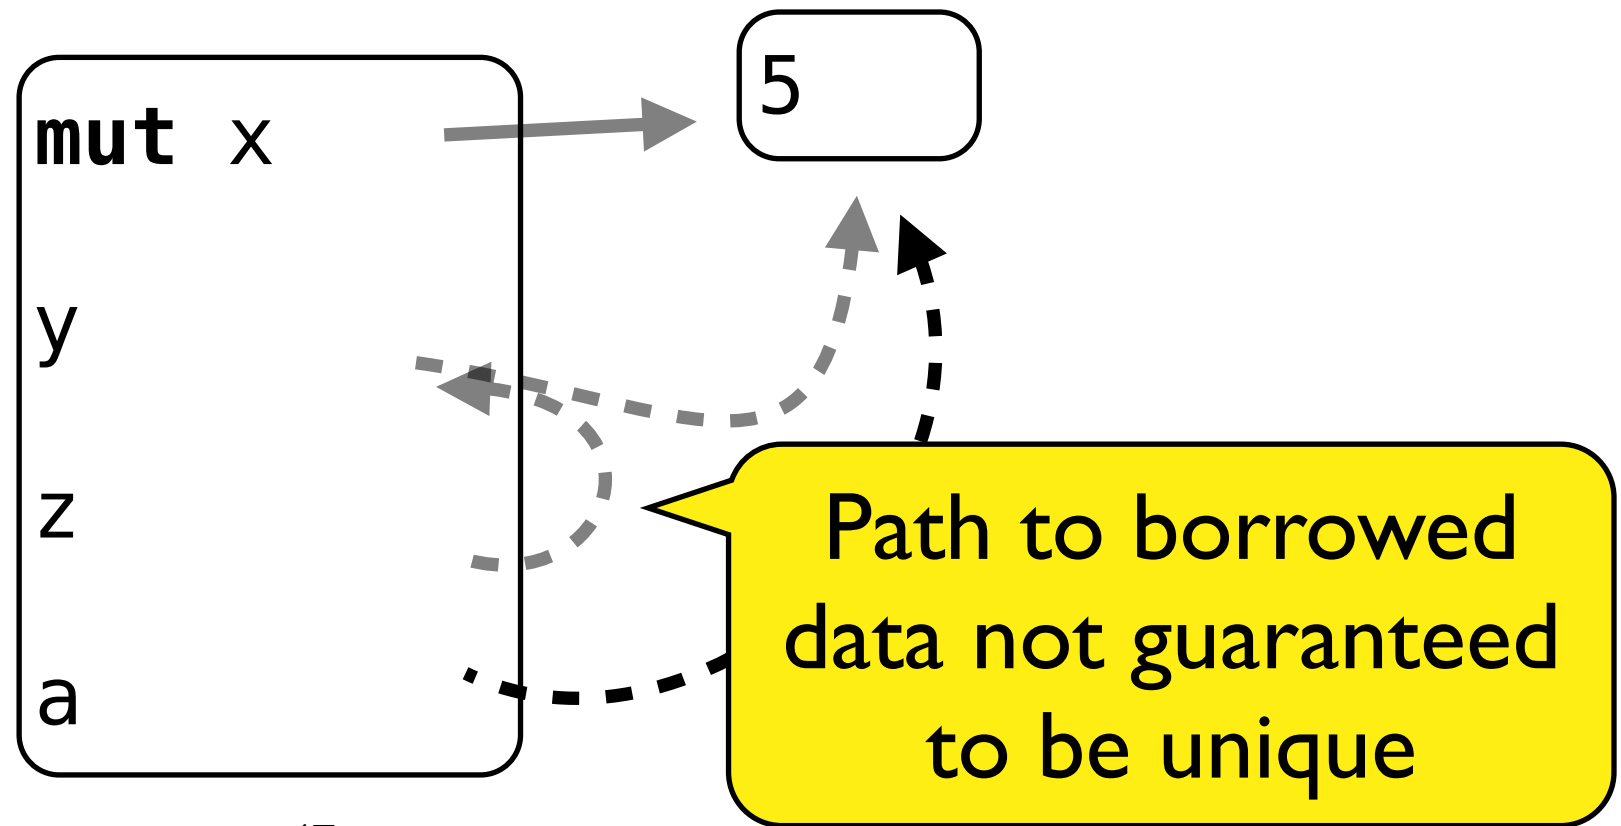 mut x
5
y
z
a
Path to borrowed
data not guaranteed
to be unique